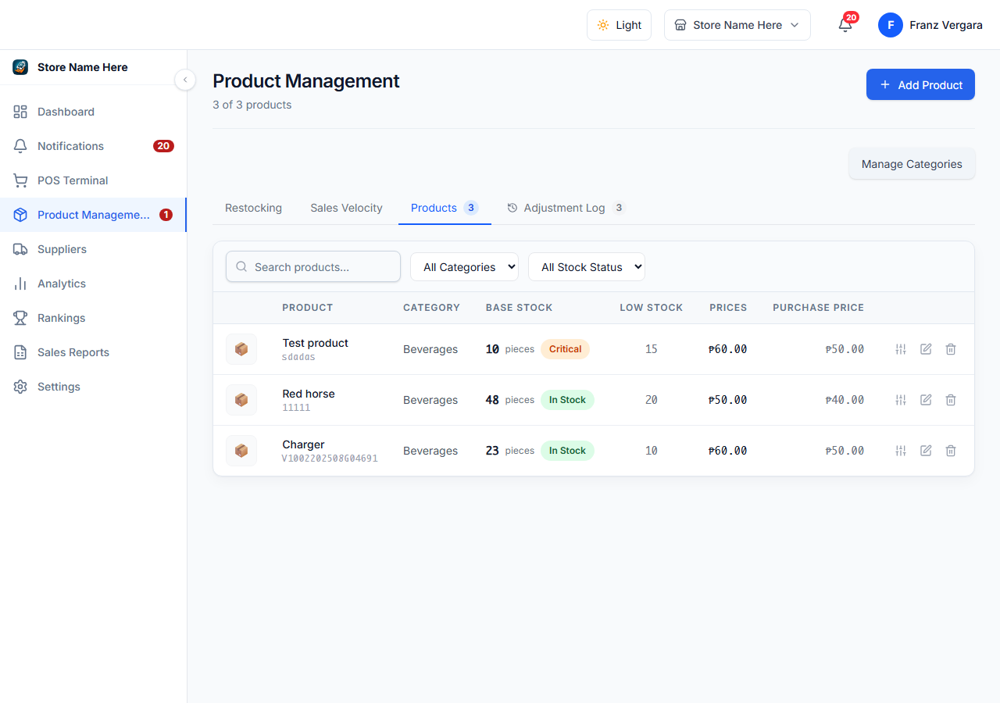 Light
Store Name Here
20
F
Franz Vergara
Store Name Here
Dashboard
Notifications 20
POS Terminal
Product Manageme... 1
Suppliers
Analytics
Rankings
Sales Reports
Settings
Product Management
3 of 3 products
Add Product
Manage Categories
Restocking Sales Velocity Products 3 Adjustment Log 3
Search products... All Categories All Stock Status
PRODUCT CATEGORY BASE STOCK LOW STOCK PRICES PURCHASE PRICE
Test product
sdadas
Beverages 10 pieces Critical 15 ₱60.00 ₱50.00
Red horse
11111
Beverages 48 pieces In Stock 20 ₱50.00 ₱40.00
Charger
V1002202508G04691
Beverages 23 pieces In Stock 10 ₱60.00 ₱50.00